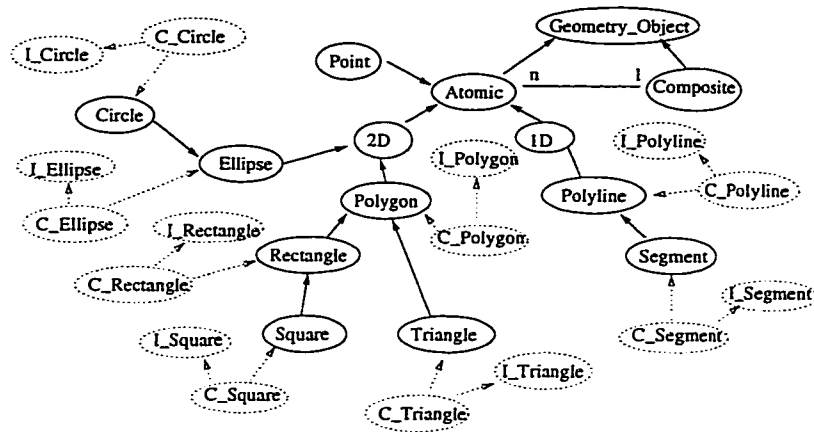 C_Circle
Geometry_Object
I_Circle
Point
n
1
Atomic
Composite
Circle
2D
1D
I_Polyline
I_Polygon
Ellipse
I_Ellipse
Polyline
C_Polyline
Polygon
C_Ellipse
I_Rectangle
C_Polygon
Rectangle
Segment
C_Rectangle
I_Segment
I_Square
Square
Triangle
C_Segment
I_Triangle
C_Square
C_Triangle